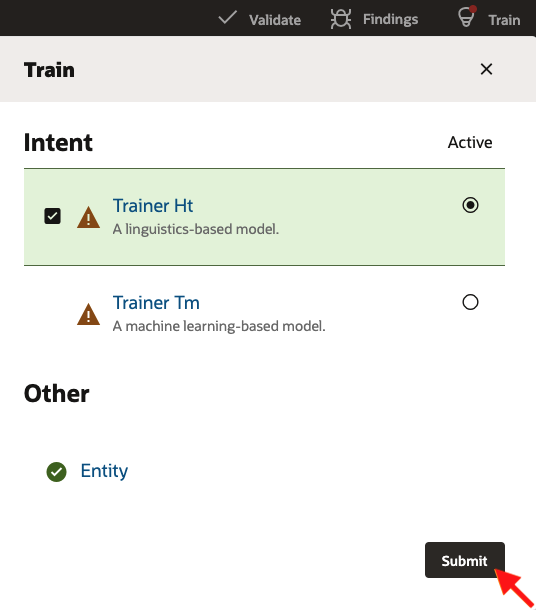 Validate Findings Train
Train
Intent Active
Trainer Ht
A linguistics-based model.
Trainer Tm
A machine learning-based model.
Other
Entity
Submit